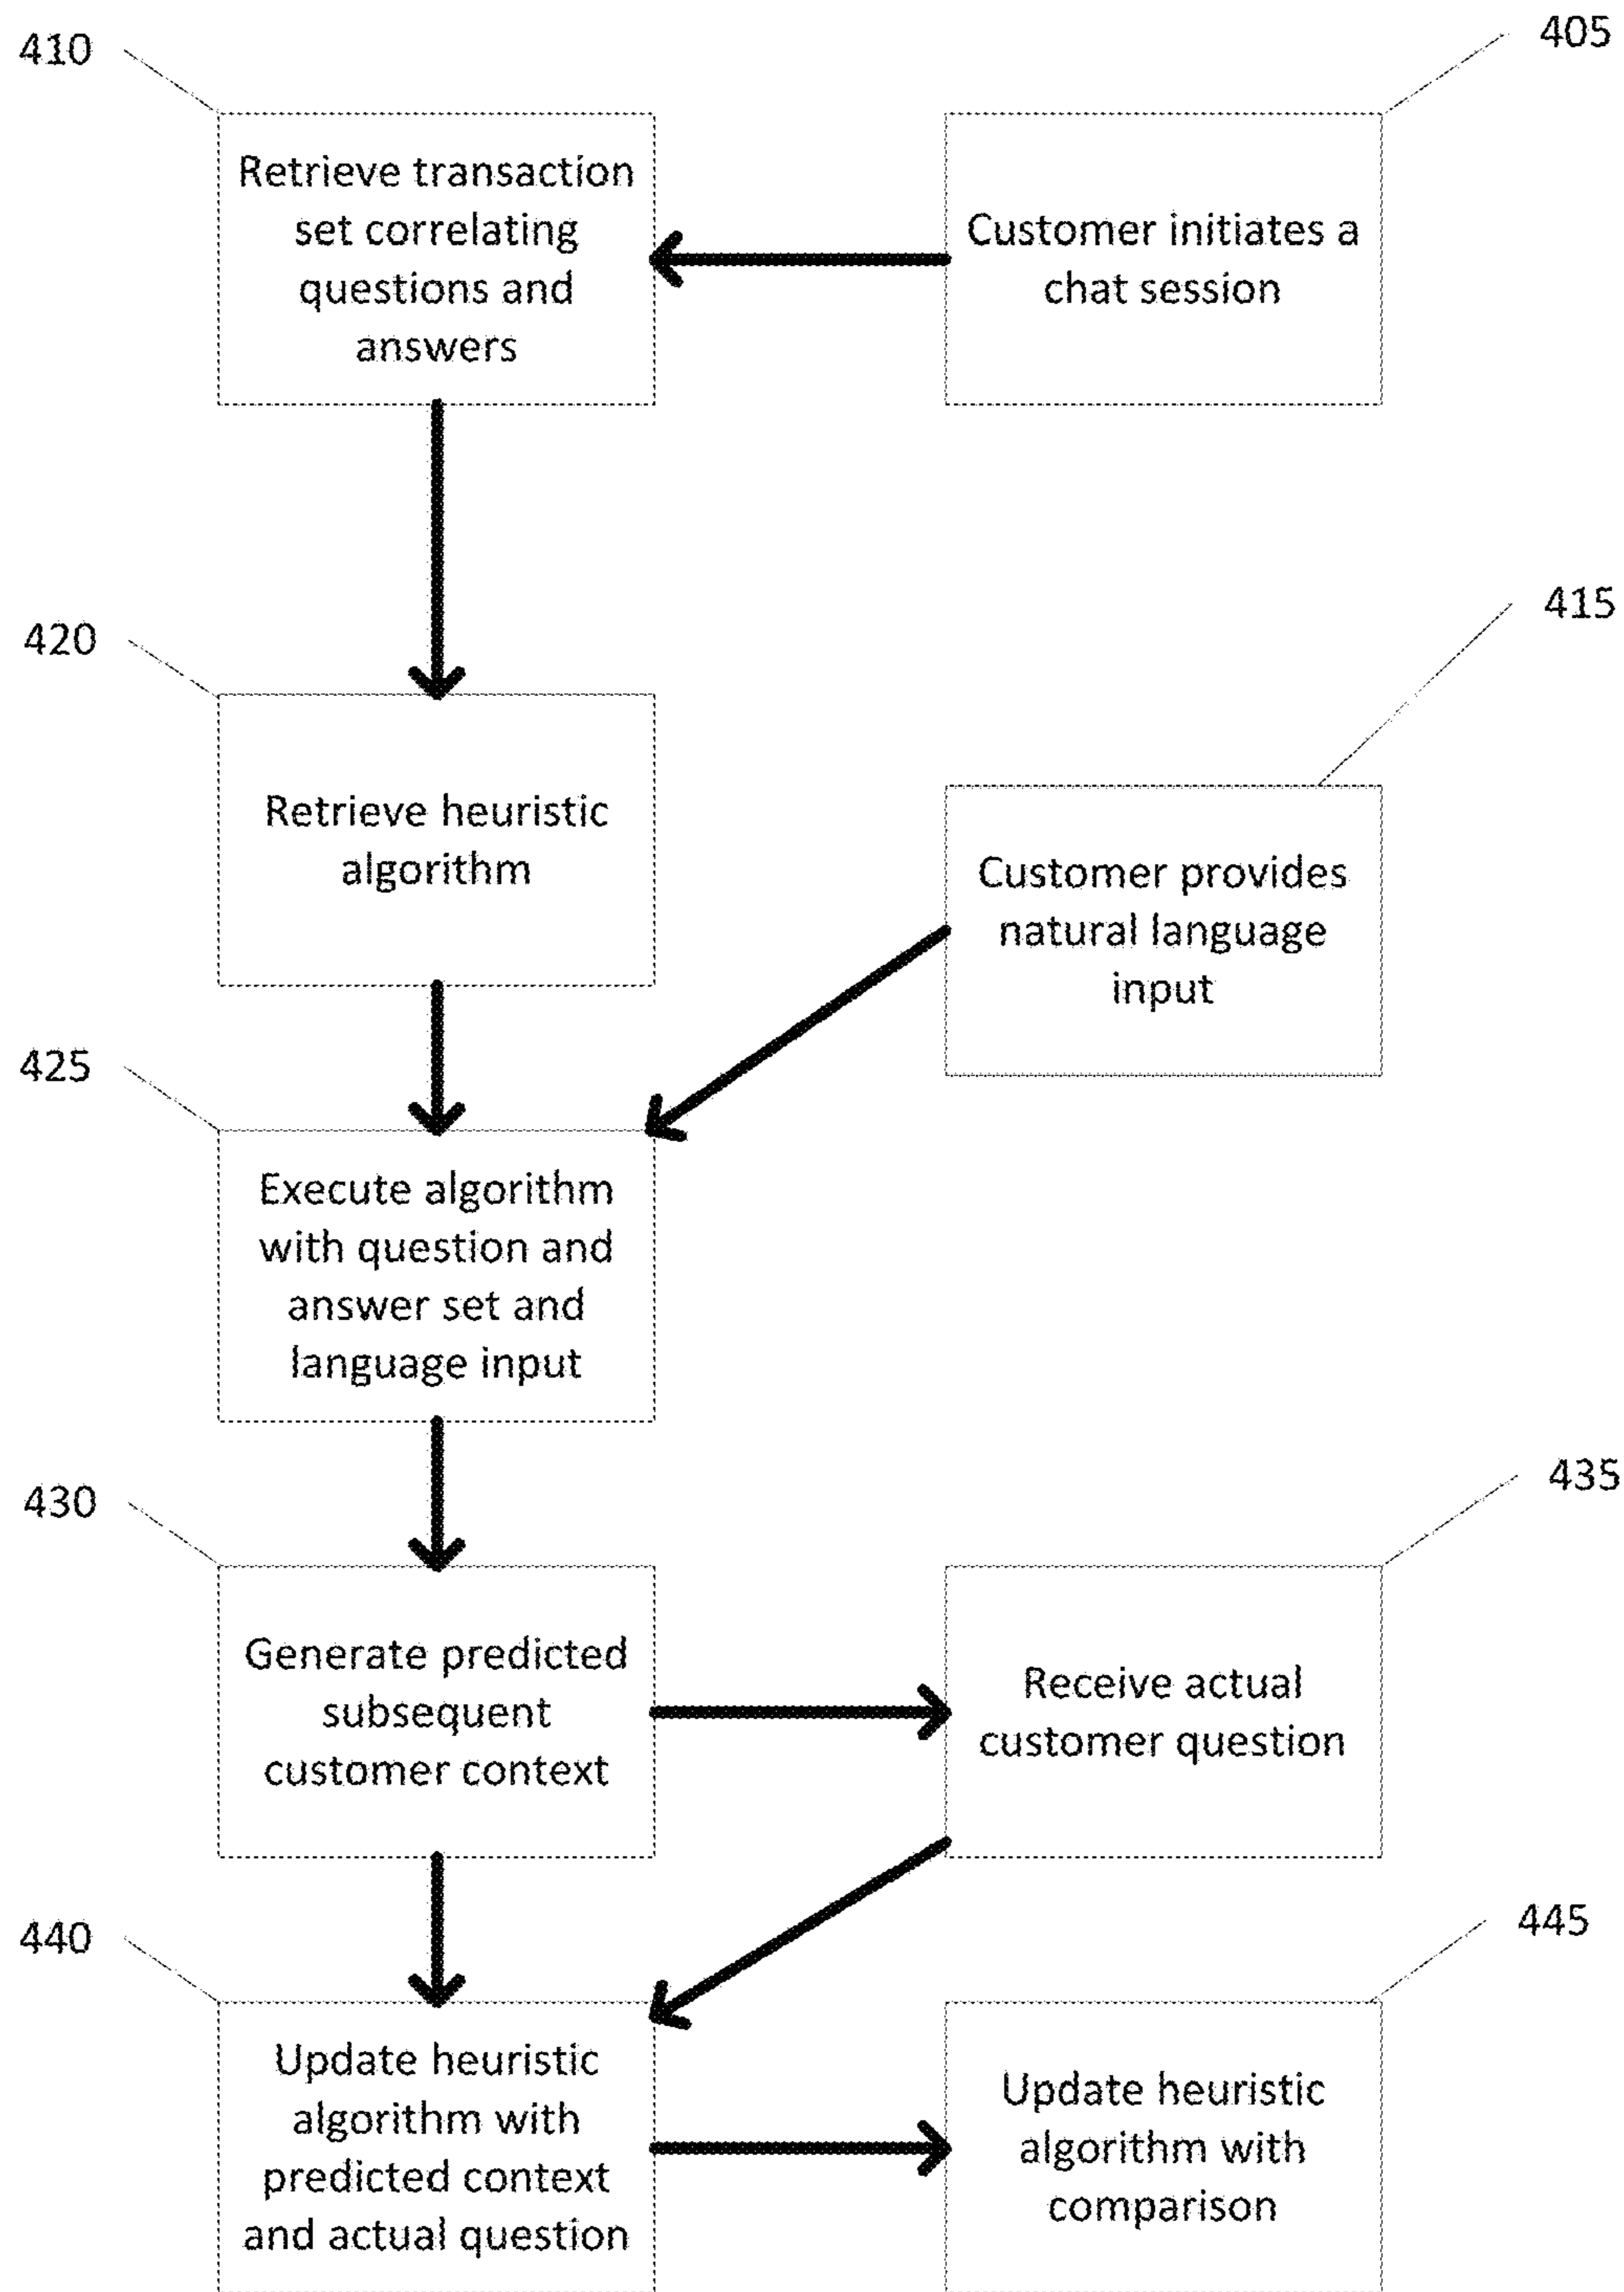 410
405
Retrieve transaction
set correlating
questions and
answers
Customer initiates a
chat session
420
415
Retrieve heuristic
algorithm
Customer provides
natural language
input
425
Execute algorithm
with question and
answer set and
language input
430
435
Generate predicted
subsequent
customer context
Receive actual
customer question
440
445
Update heuristic
algorithm with
predicted context
and actual question
Update heuristic
algorithm with
comparison